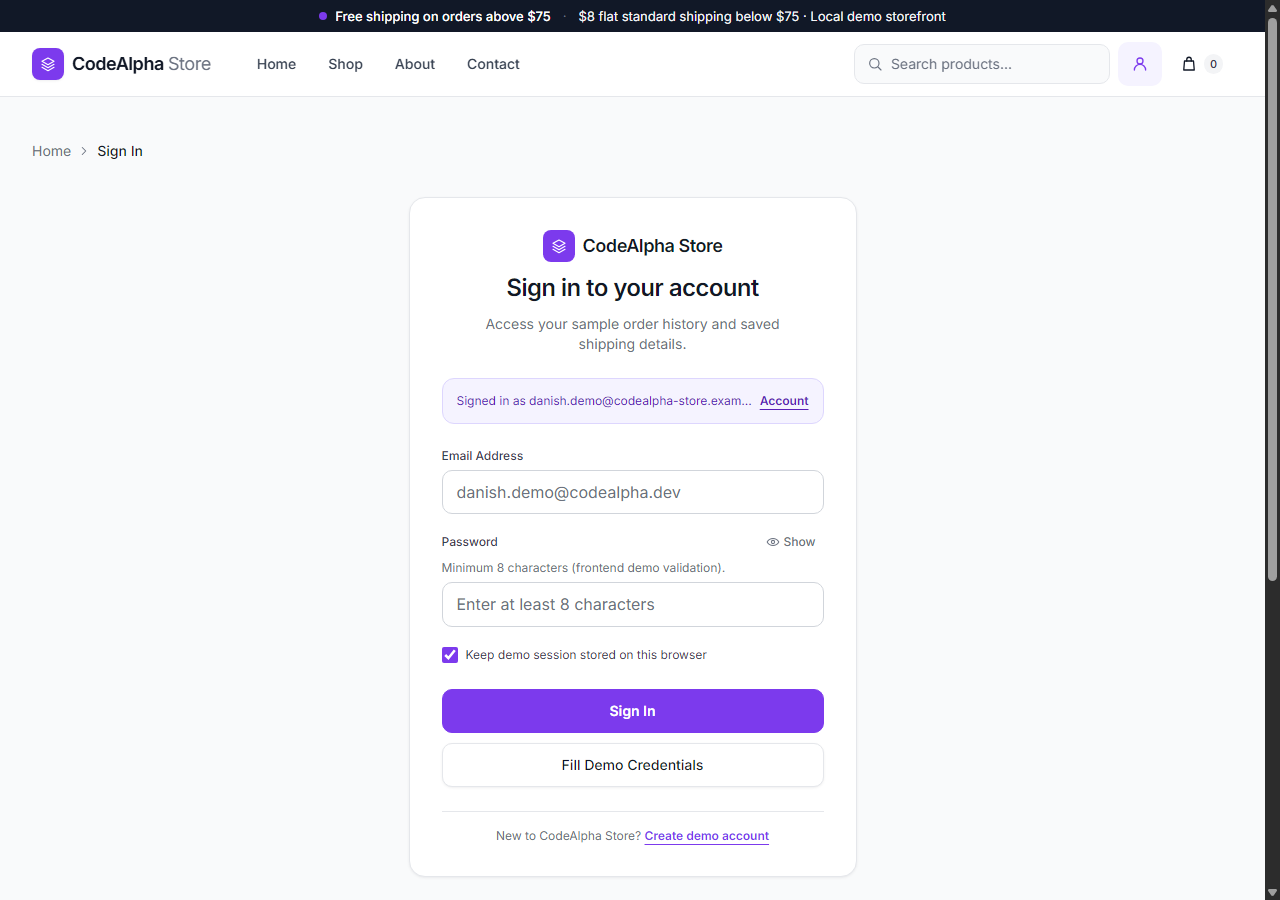 Free shipping on orders above $75 · $8 flat standard shipping below $75 · Local demo storefront
CodeAlpha Store Home Shop About Contact Search products... 0
Home Sign In
CodeAlpha Store
Sign in to your account
Access your sample order history and saved
shipping details.
Signed in as danish.demo@codealpha-store.exam... Account
Email Address
danish.demo@codealpha.dev
Password Show
Minimum 8 characters (frontend demo validation).
Enter at least 8 characters
Keep demo session stored on this browser
Sign In
Fill Demo Credentials
New to CodeAlpha Store? Create demo account